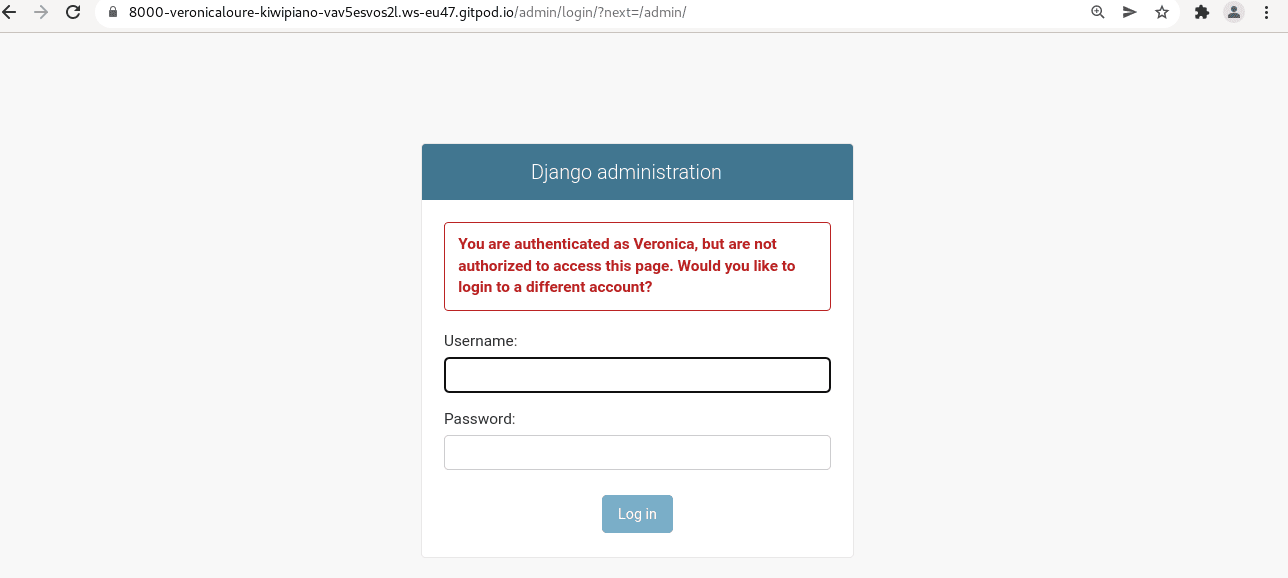 8000-veronicaloure-kiwipiano-vav5esvos2l.ws-eu47.gitpod.io/admin/login/?next=/admin/
Django administration
You are authenticated as Veronica, but are not
authorized to access this page. Would you like to
login to a different account?
Username:
Password:
Log in